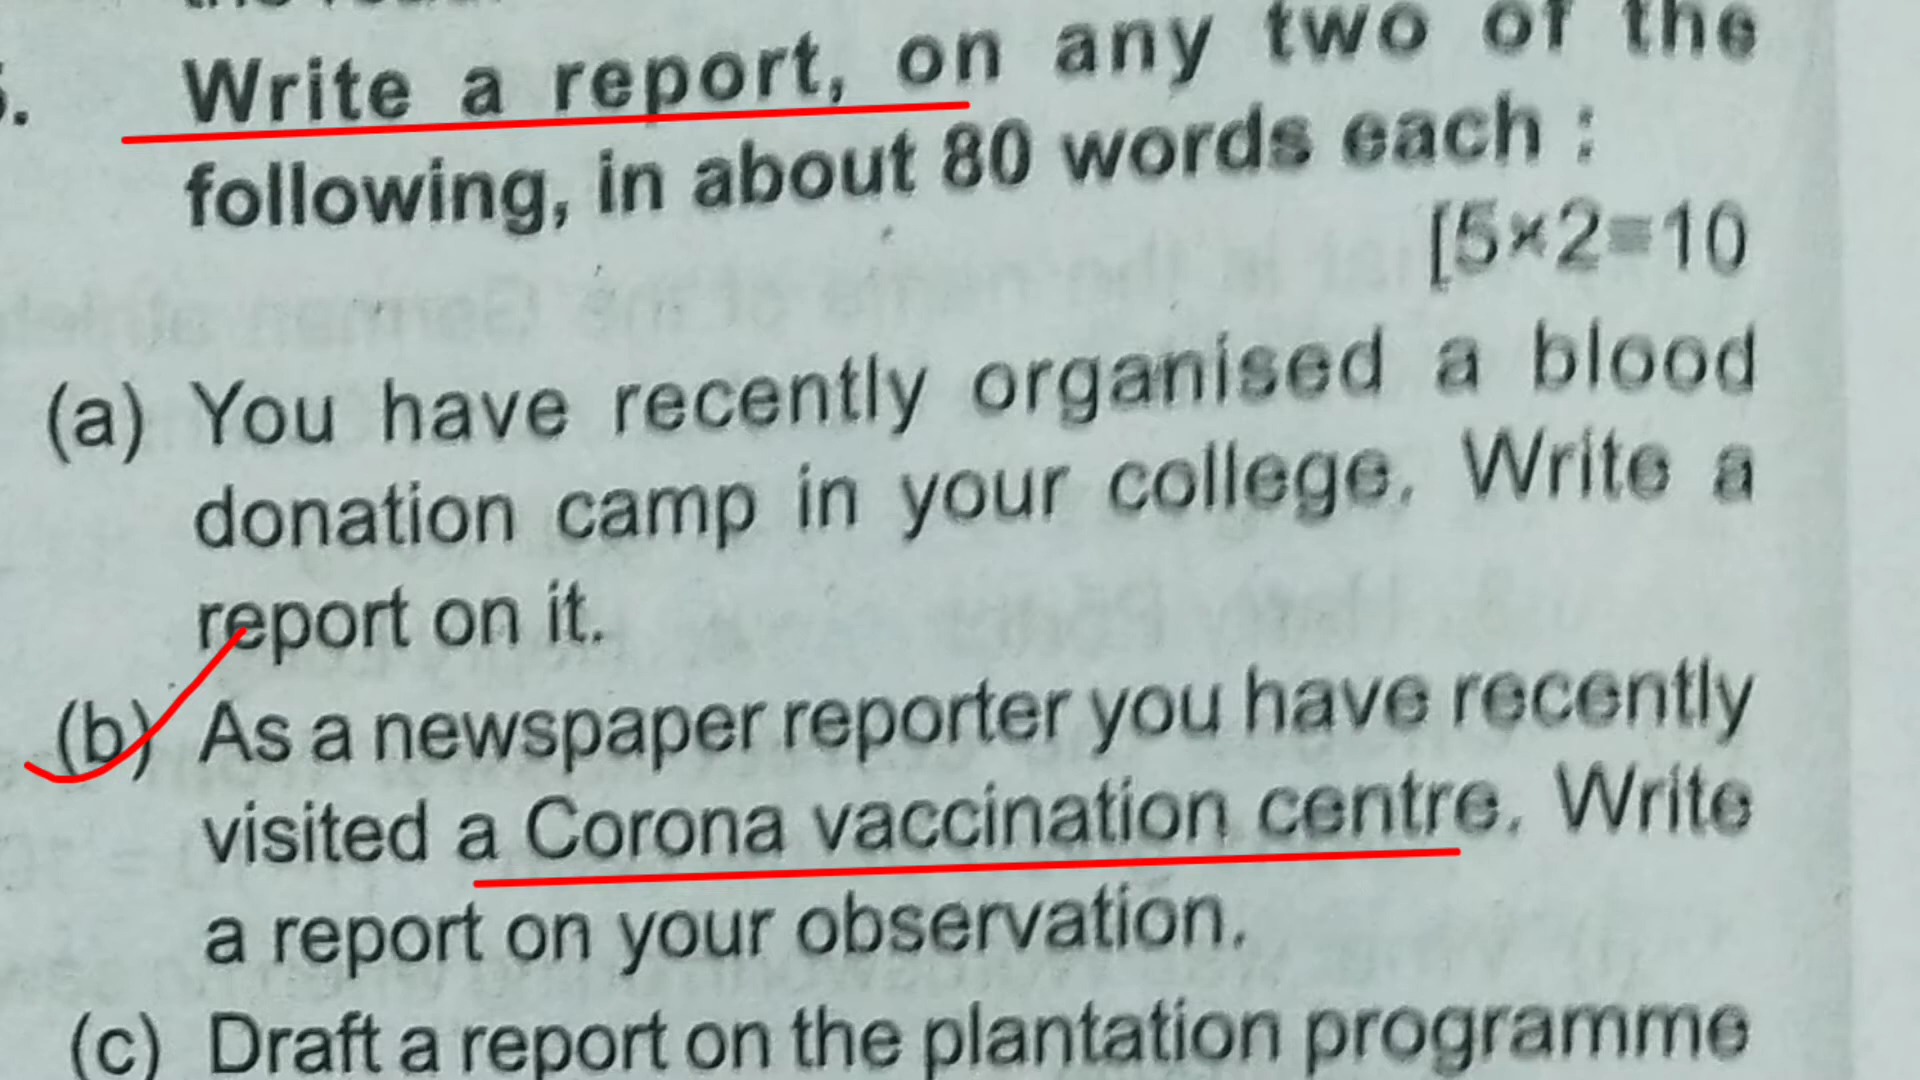 Write a report, on any two of the
following, in about 80 words each :
[5×2=10
(a) You have recently organised a blood
donation camp in your college. Write a
report on it.
(b) As a newspaper reporter you have recently
visited a Corona vaccination centre. Write
a report on your observation.
(c) Draft a report on the plantation programme